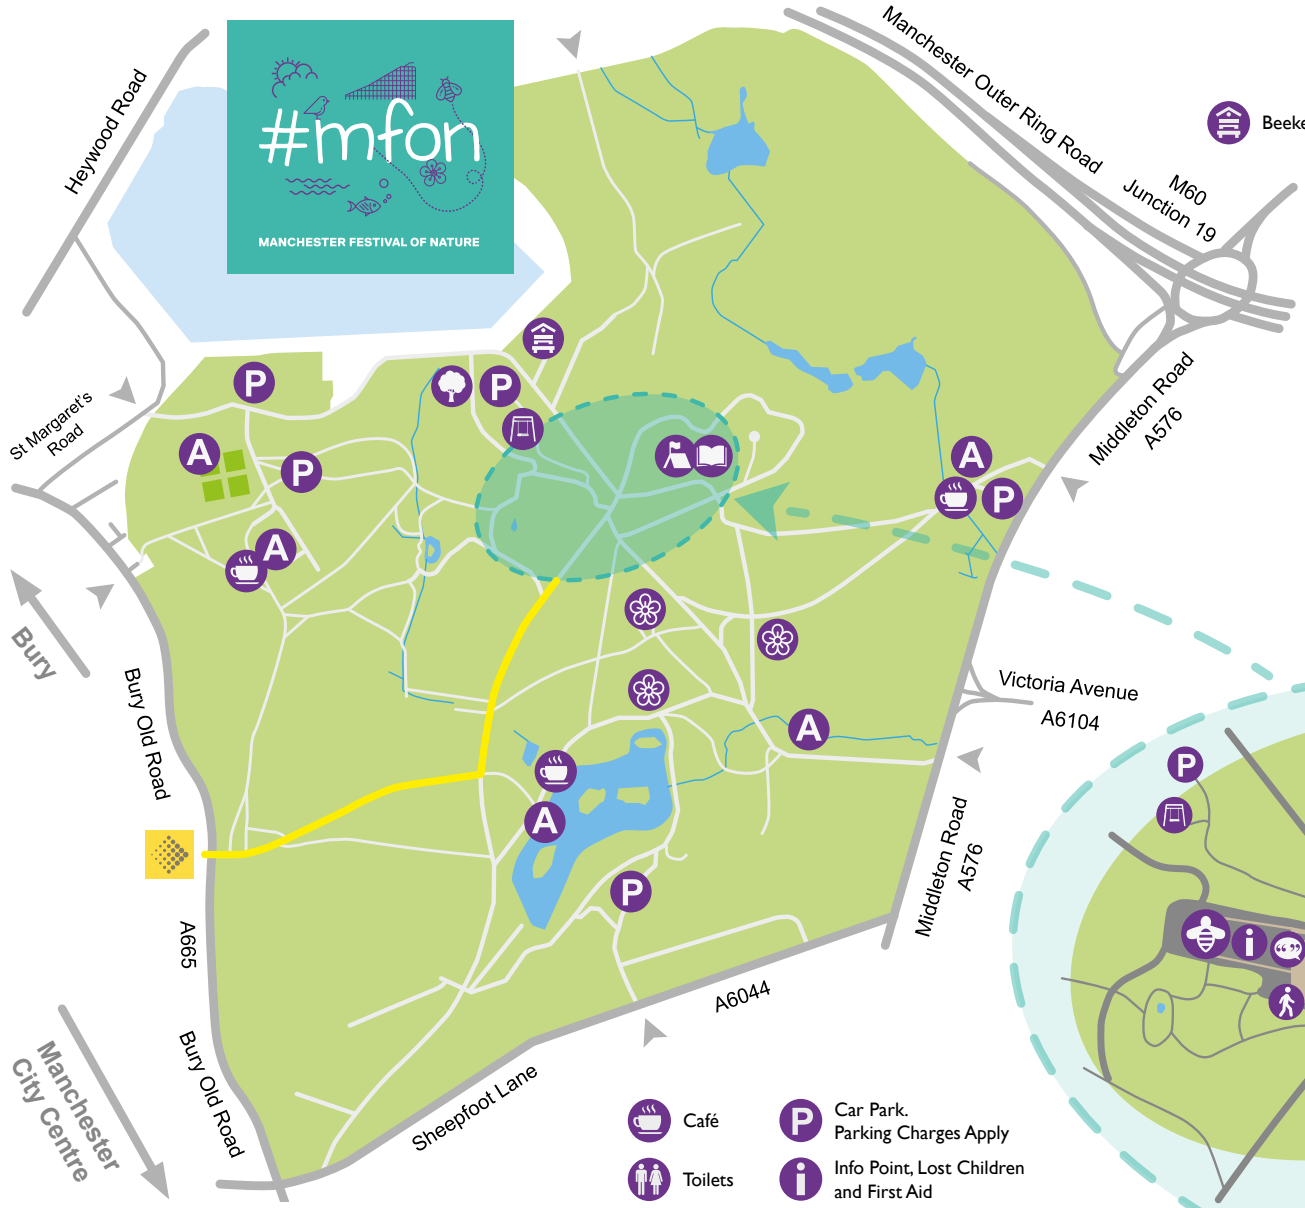 Heywood Road
#mfon
MANCHESTER FESTIVAL OF NATURE
Manchester Outer Ring Road
M60
Junction 19
Beeke
St Margaret's
Road
P
P
A
P
A
A
P
Middleton Road
A576
Bury
Bury Old Road
Victoria Avenue
A6104
A
P
A
Middleton Road
A576
P
A665
i
A6044
Manchester
City Centre
Bury Old Road
Sheepfoot Lane
Café
P
Car Park.
Parking Charges Apply
Toilets
i
Info Point, Lost Children
and First Aid